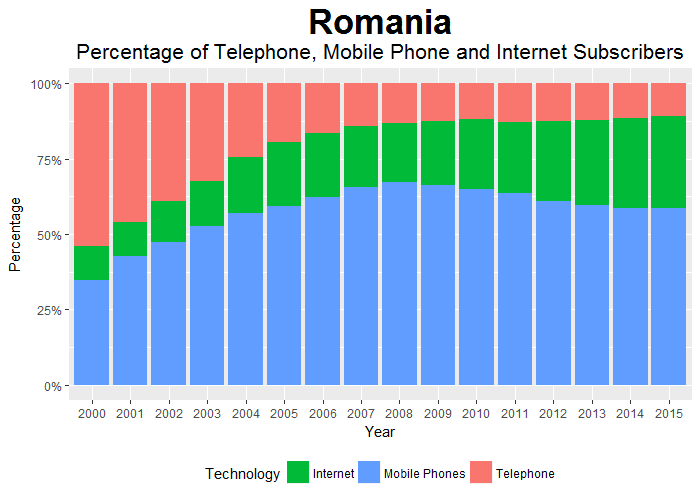 Romania
Percentage of Telephone, Mobile Phone and Internet Subscribers
100%
75%
50%
25%
0%
Percentage
2000 2001 2002 2003 2004 2005 2006 2007 2008 2009 2010 2011 2012 2013 2014 2015
Year
Technology Internet Mobile Phones Telephone